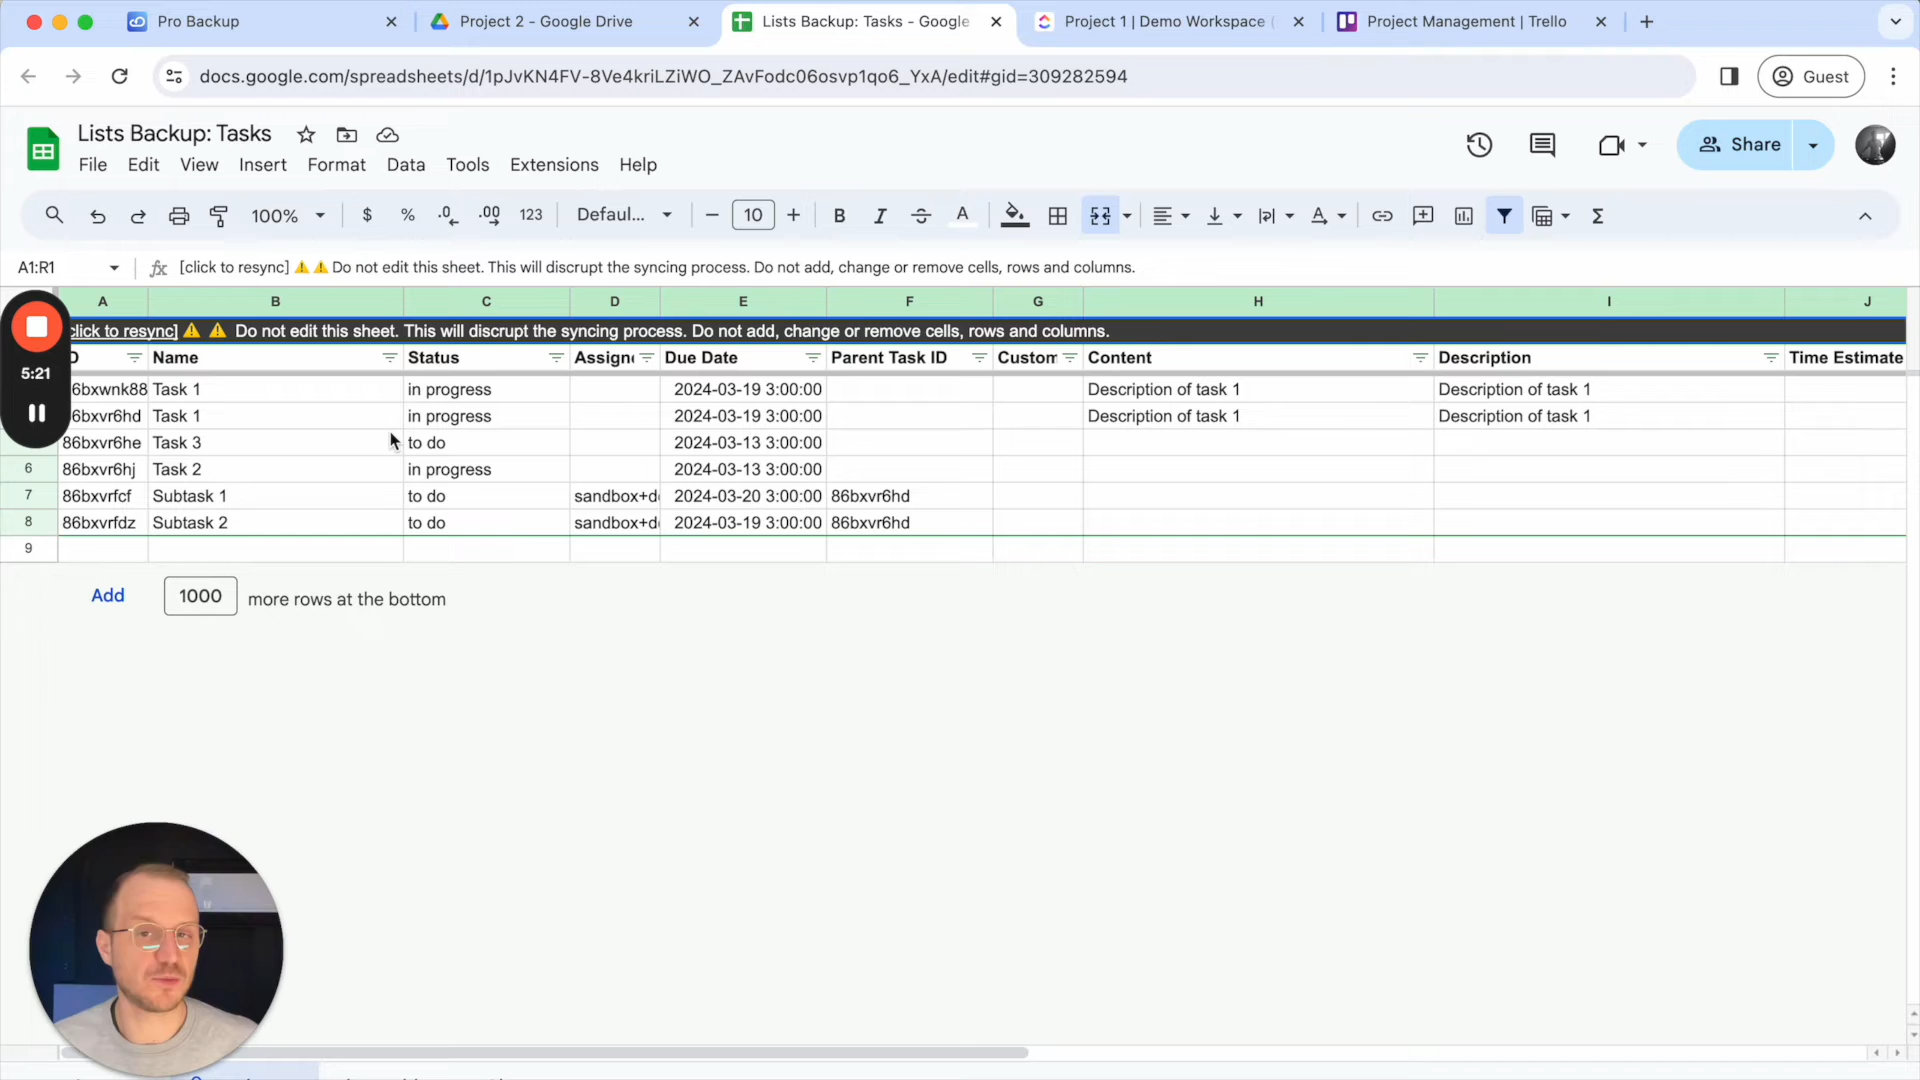 Pro Backup
Project 2 - Google Drive
Lists Backup: Tasks - Google
Project 1 | Demo Workspace (
Project Management | Trello
docs.google.com/spreadsheets/d/1pJvKN4FV-8Ve4kriLZiWO_ZAvFodc06osvp1qo6_YxA/edit#gid=309282594
Guest
Lists Backup: Tasks
File Edit View Insert Format Data Tools Extensions Help
Share
100% $ % .0 .00 123 Defaul... 10 B I A Σ
A1:R1
fx [click to resync] ⚠️ ⚠️ Do not edit this sheet. This will discrupt the syncing process. Do not add, change or remove cells, rows and columns.
A B C D E F G H I J
click to resync] ⚠️ ⚠️ Do not edit this sheet. This will discrupt the syncing process. Do not add, change or remove cells, rows and columns.
Name Status Assigne Due Date Parent Task ID Custom Content Description Time Estimate
6bxwnk88 Task 1 in progress 2024-03-19 3:00:00 Description of task 1 Description of task 1
6bxvr6hd Task 1 in progress 2024-03-19 3:00:00 Description of task 1 Description of task 1
86bxvr6he Task 3 to do 2024-03-13 3:00:00
6 86bxvr6hj Task 2 in progress 2024-03-13 3:00:00
7 86bxvrfcf Subtask 1 to do sandbox+d 2024-03-20 3:00:00 86bxvr6hd
8 86bxvrfdz Subtask 2 to do sandbox+d 2024-03-19 3:00:00 86bxvr6hd
9
5:21
Add 1000 more rows at the bottom